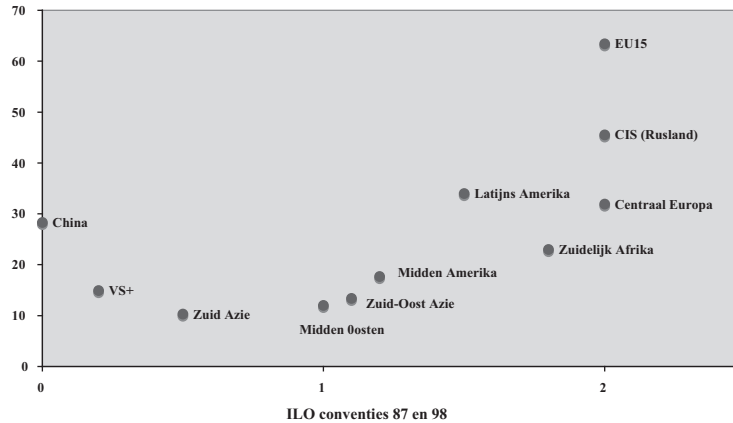 70
60
50
40
30
20
10
0
EU15
CIS (Rusland)
Latijns Amerika
Centraal Europa
China
Zuidelijk Afrika
Midden Amerika
VS+
Zuid-Oost Azie
Zuid Azie
Midden 0osten
0 1 2
ILO conventies 87 en 98